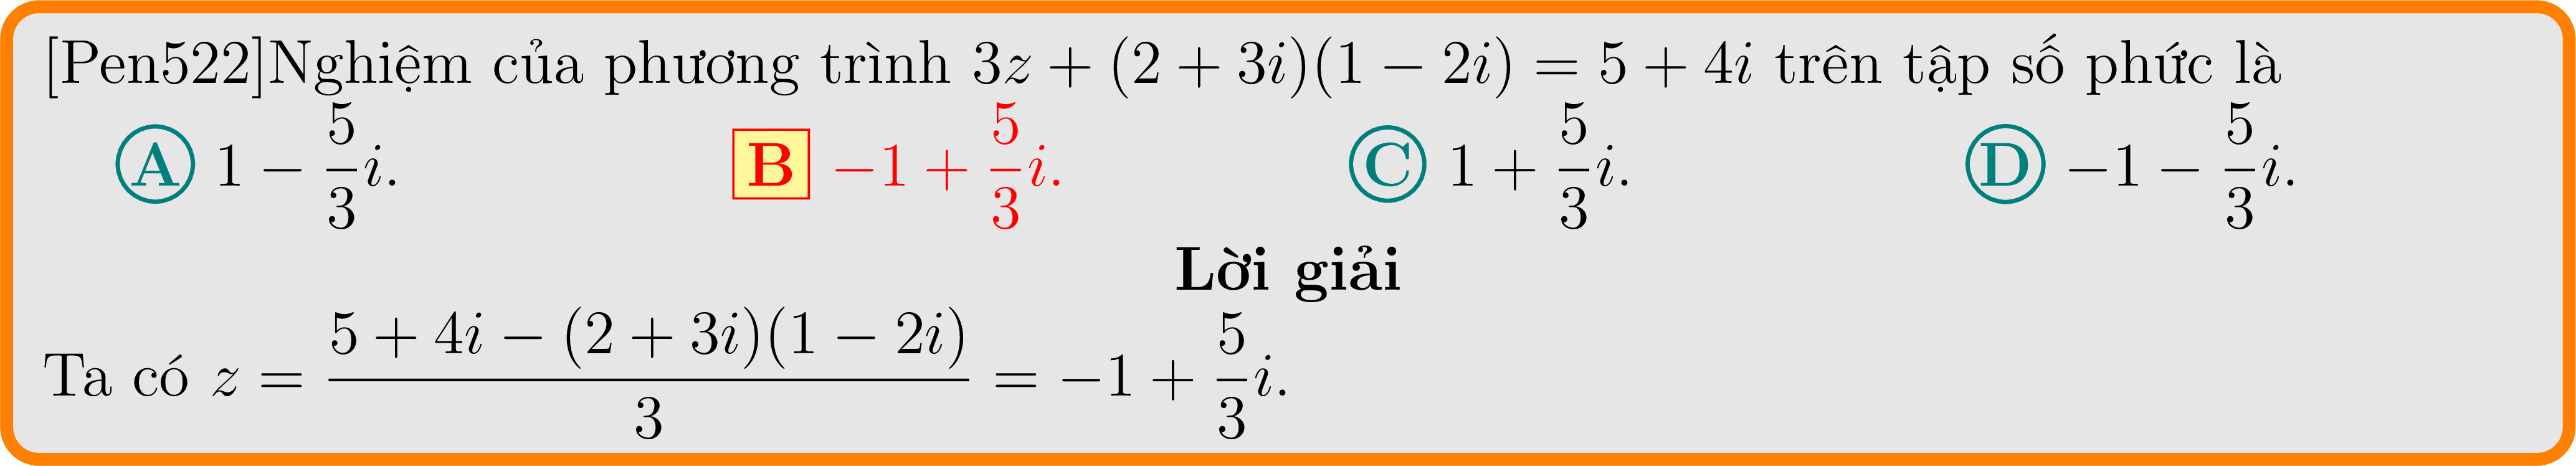 [Pen522]Nghiệm của phương trình 3z + (2 + 3i)(1 − 2i) = 5 + 4i trên tập số phức là
A 1 − \frac{5}{3}i. B −1 + \frac{5}{3}i. C 1 + \frac{5}{3}i. D −1 − \frac{5}{3}i.
Lời giải
Ta có z = \frac{5 + 4i − (2 + 3i)(1 − 2i)}{3} = −1 + \frac{5}{3}i.